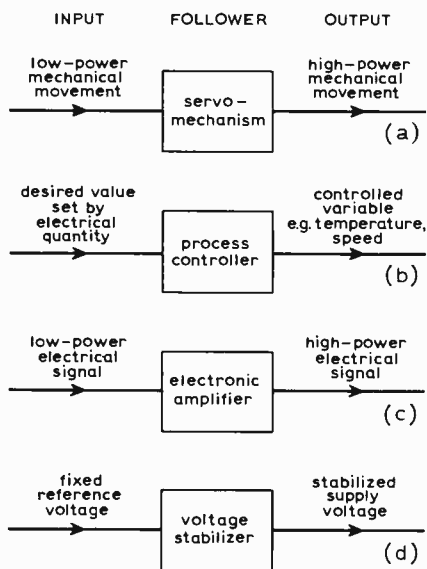 INPUT FOLLOWER OUTPUT
low-power
mechanical
movement
servo-
mechanism
high-power
mechanical
movement
(a)
desired value
set by
electrical
quantity
process
controller
controlled
variable
e.g. temperature,
speed
(b)
low-power
electrical
signal
electronic
amplifier
high-power
electrical
signal
(c)
fixed
reference
voltage
voltage
stabilizer
stabilized
supply
voltage
(d)